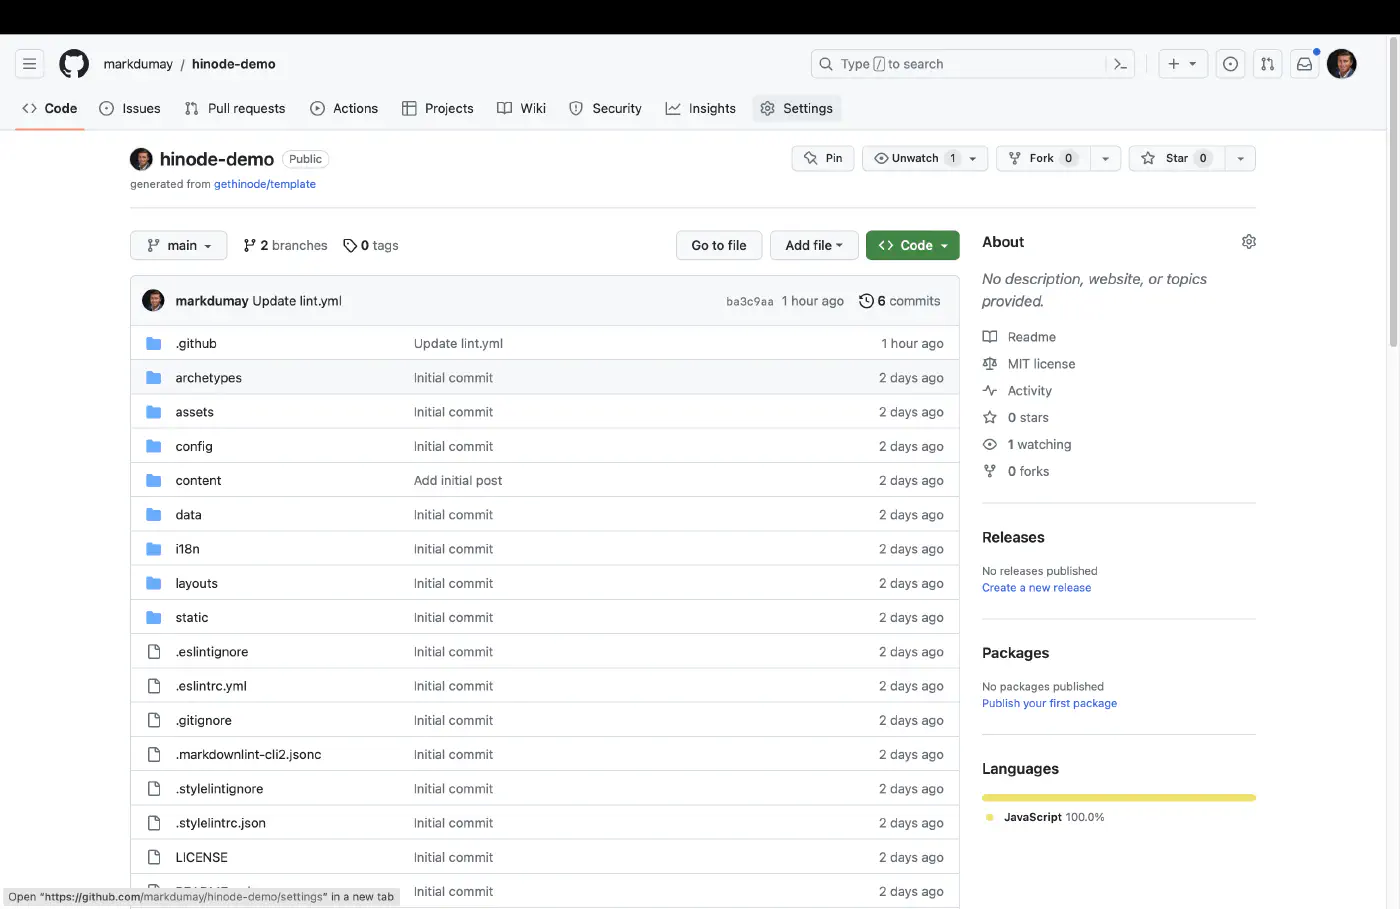 markdumay / hinode-demo
Type / to search
Code
Issues
Pull requests
Actions
Projects
Wiki
Security
Insights
Settings
hinode-demo Public
generated from gethinode/template
Pin
Unwatch 1
Fork 0
Star 0
main
2 branches
0 tags
Go to file
Add file
Code
markdumay Update lint.yml ba3c9aa 1 hour ago 6 commits
.github Update lint.yml 1 hour ago
archetypes Initial commit 2 days ago
assets Initial commit 2 days ago
config Initial commit 2 days ago
content Add initial post 2 days ago
data Initial commit 2 days ago
i18n Initial commit 2 days ago
layouts Initial commit 2 days ago
static Initial commit 2 days ago
.eslintignore Initial commit 2 days ago
.eslintrc.yml Initial commit 2 days ago
.gitignore Initial commit 2 days ago
.markdownlint-cli2.jsonc Initial commit 2 days ago
.stylelintignore Initial commit 2 days ago
.stylelintrc.json Initial commit 2 days ago
LICENSE Initial commit 2 days ago
Initial commit 2 days ago
About
No description, website, or topics
provided.
Readme
MIT license
Activity
0 stars
1 watching
0 forks
Releases
No releases published
Create a new release
Packages
No packages published
Publish your first package
Languages
JavaScript 100.0%
Open "https://github.com/markdumay/hinode-demo/settings" in a new tab